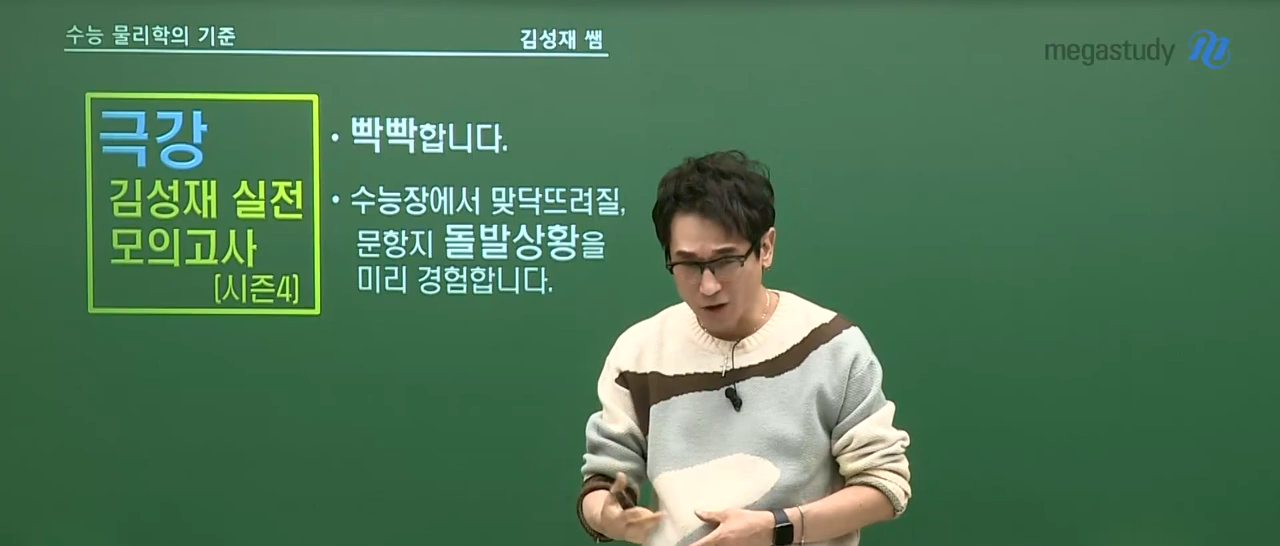 수능 물리학의 기준
김성재 쌤
megastudy
극강
김성재 실전
모의고사
(시즌4)
• 빡빡합니다.
• 수능장에서 맞닥뜨려질,
문항지 돌발상황을
미리 경험합니다.